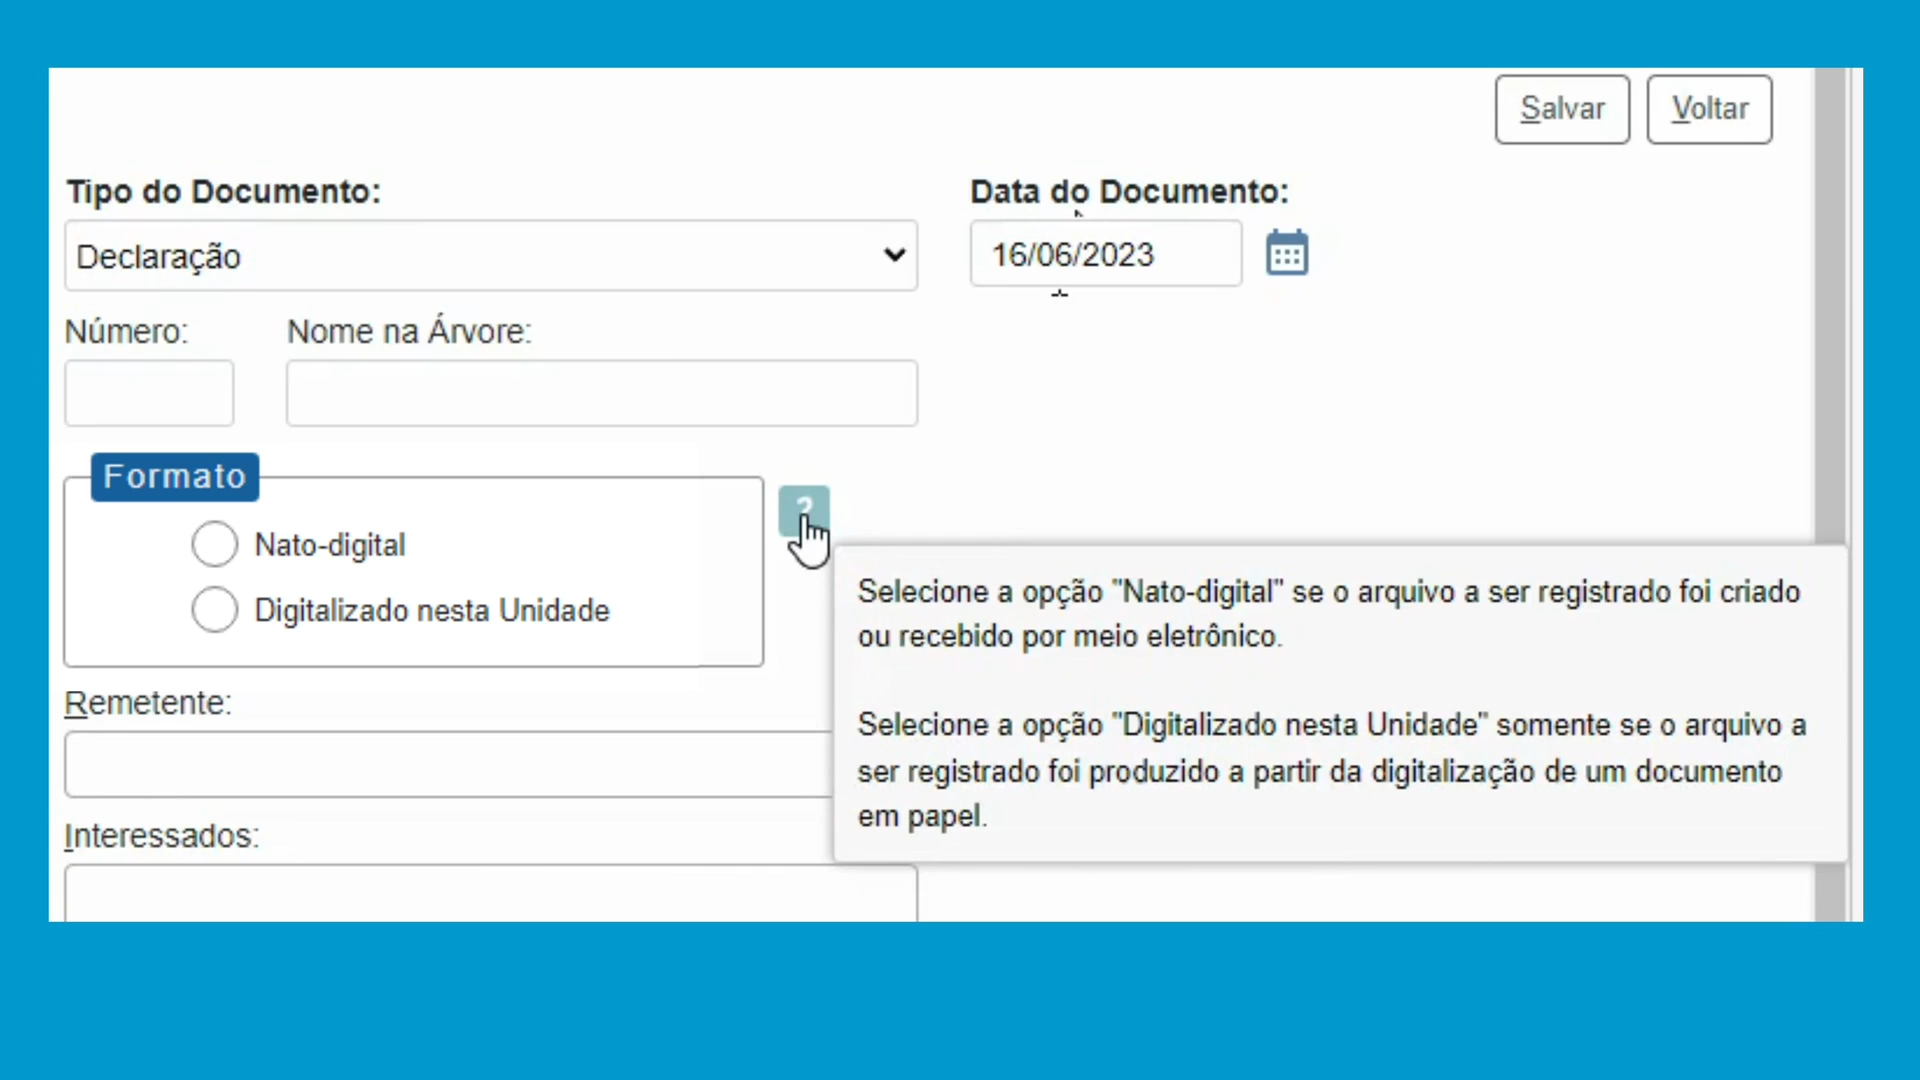 Salvar Voltar
Tipo do Documento: Data do Documento:
Declaração 16/06/2023
Número: Nome na Árvore:
Formato
?
Nato-digital
Digitalizado nesta Unidade
Selecione a opção "Nato-digital" se o arquivo a ser registrado foi criado
ou recebido por meio eletrônico.
Selecione a opção "Digitalizado nesta Unidade" somente se o arquivo a
ser registrado foi produzido a partir da digitalização de um documento
em papel.
Remetente:
Interessados: